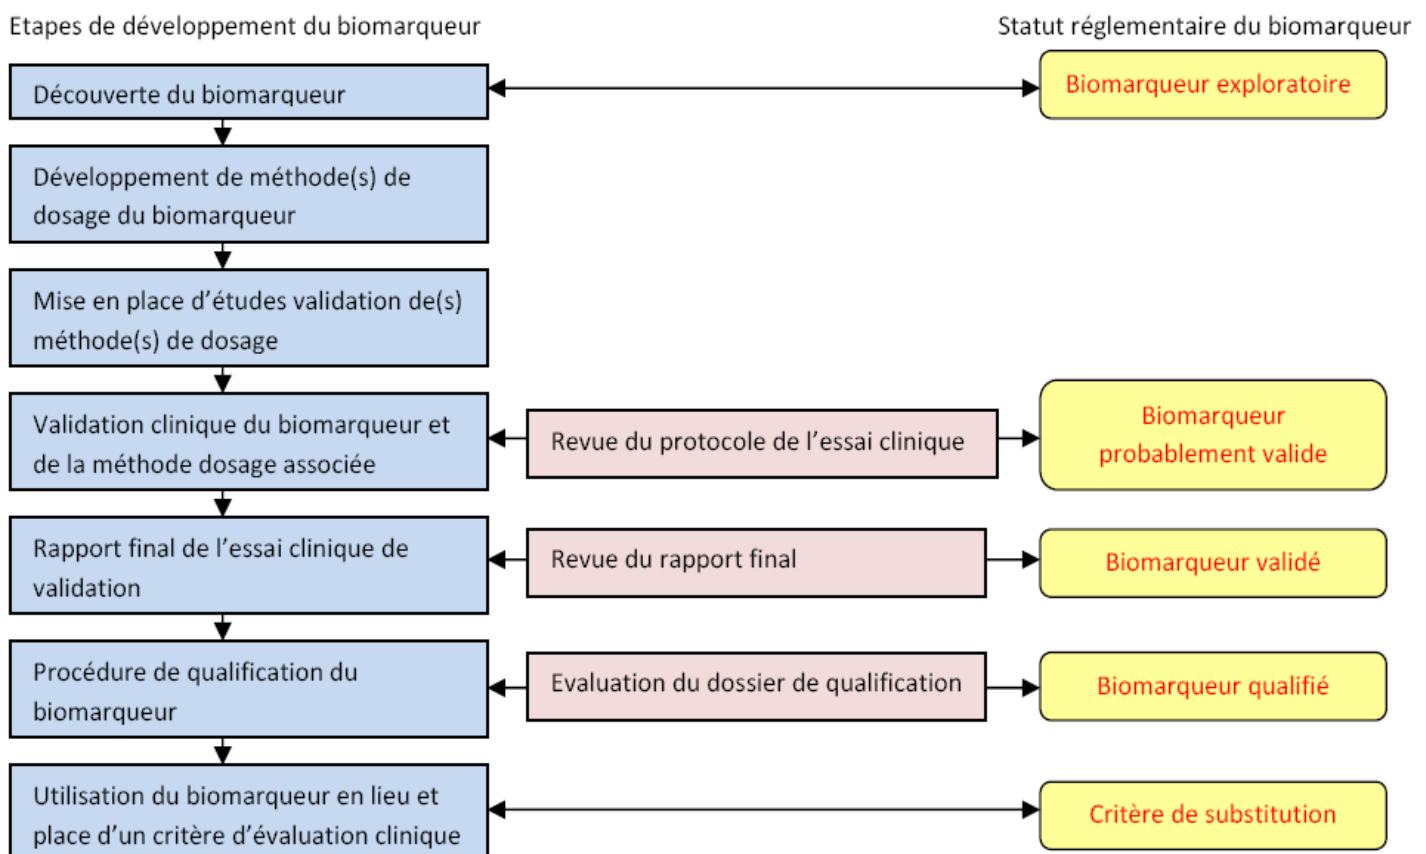 Etapes de développement du biomarqueur
Statut réglementaire du biomarqueur
Découverte du biomarqueur
Biomarqueur exploratoire
Développement de méthode(s) de
dosage du biomarqueur
Mise en place d'études validation de(s)
méthode(s) de dosage
Validation clinique du biomarqueur et
de la méthode dosage associée
Revue du protocole de l'essai clinique
Biomarqueur
probablement valide
Rapport final de l'essai clinique de
validation
Revue du rapport final
Biomarqueur validé
Procédure de qualification du
biomarqueur
Evaluation du dossier de qualification
Biomarqueur qualifié
Utilisation du biomarqueur en lieu et
place d'un critère d'évaluation clinique
Critère de substitution